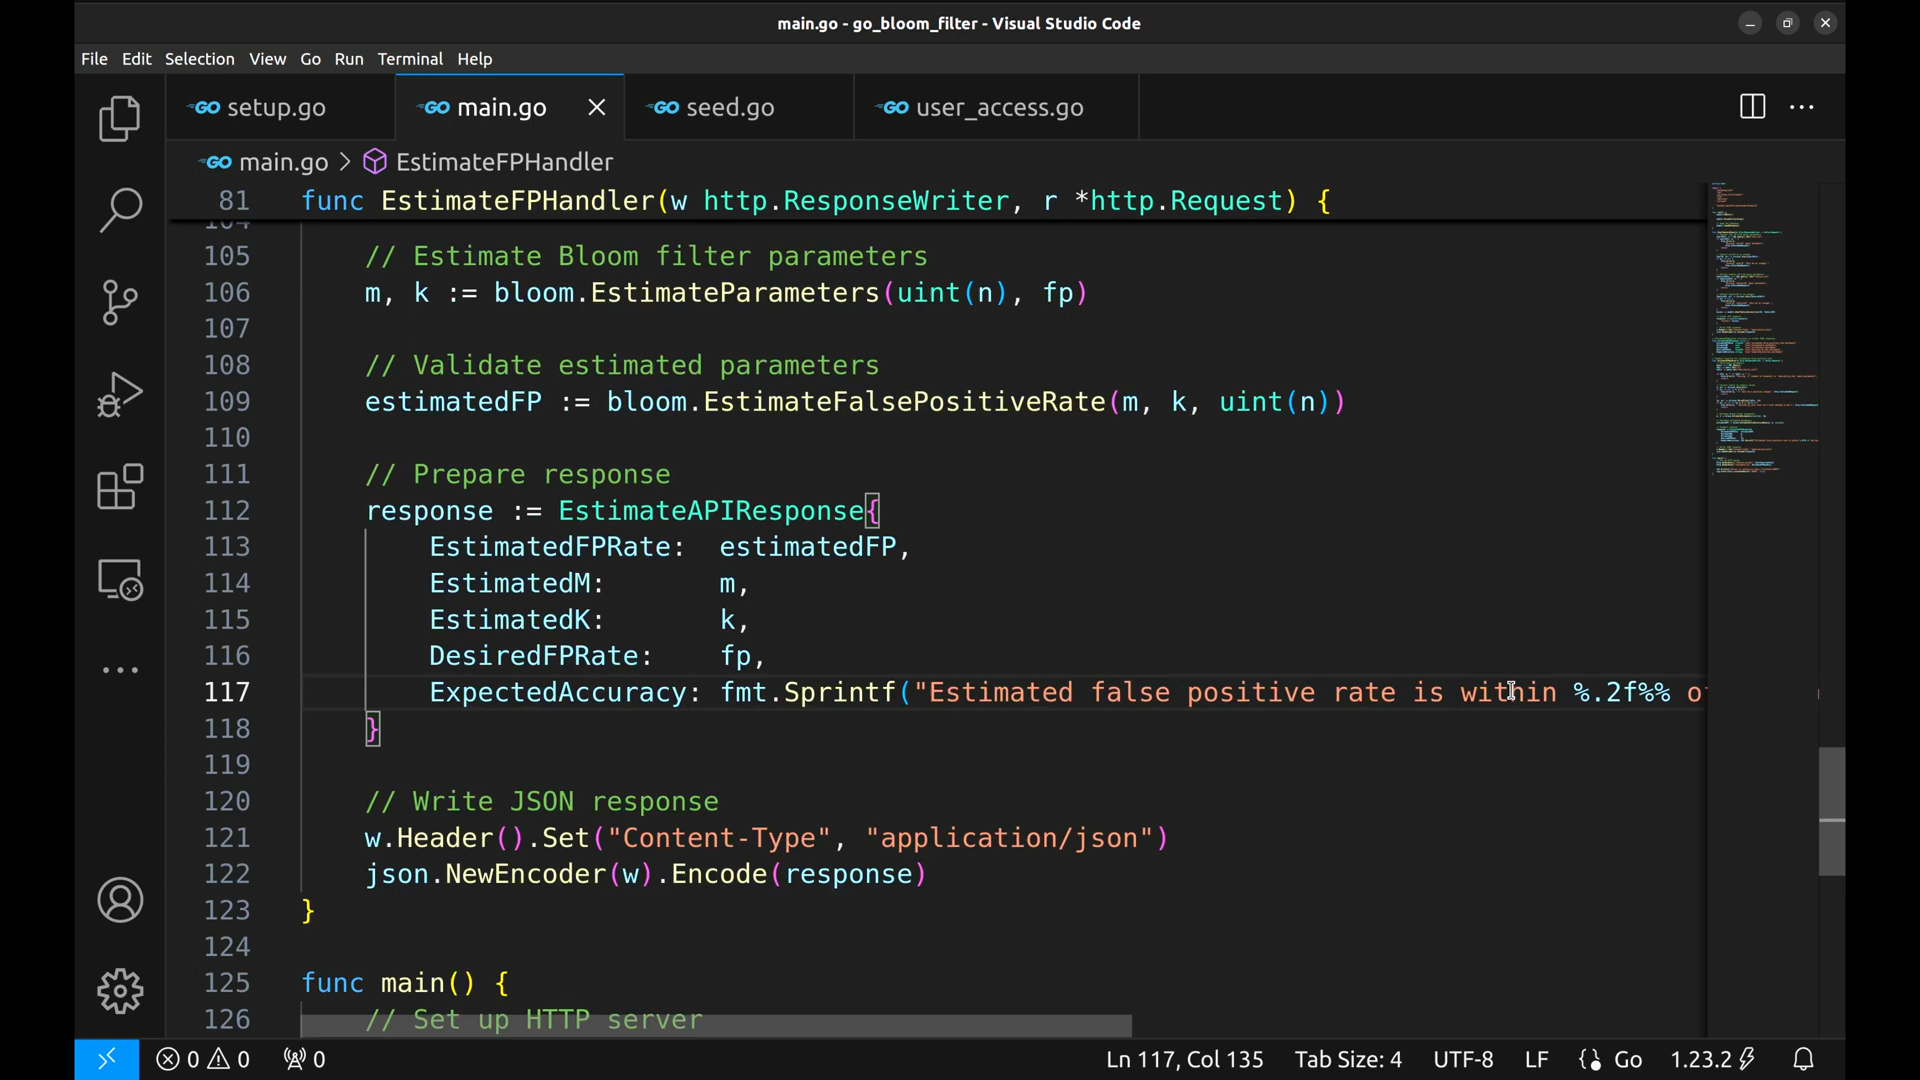 main.go - go_bloom_filter - Visual Studio Code
File Edit Selection View Go Run Terminal Help
GO setup.go GO main.go GO seed.go GO user_access.go
GO main.go > EstimateFPHandler
81 func EstimateFPHandler(w http.ResponseWriter, r *http.Request) {
104
105 // Estimate Bloom filter parameters
106 m, k := bloom.EstimateParameters(uint(n), fp)
107
108 // Validate estimated parameters
109 estimatedFP := bloom.EstimateFalsePositiveRate(m, k, uint(n))
110
111 // Prepare response
112 response := EstimateAPIResponse{
113 EstimatedFPRate: estimatedFP,
114 EstimatedM: m,
115 EstimatedK: k,
116 DesiredFPRate: fp,
117 ExpectedAccuracy: fmt.Sprintf("Estimated false positive rate is within %.2f%%
118 }
119
120 // Write JSON response
121 w.Header().Set("Content-Type", "application/json")
122 json.NewEncoder(w).Encode(response)
123 }
124
125 func main() {
126 // Set up HTTP server
0 0 0 Ln 117, Col 135 Tab Size: 4 UTF-8 LF Go 1.23.2